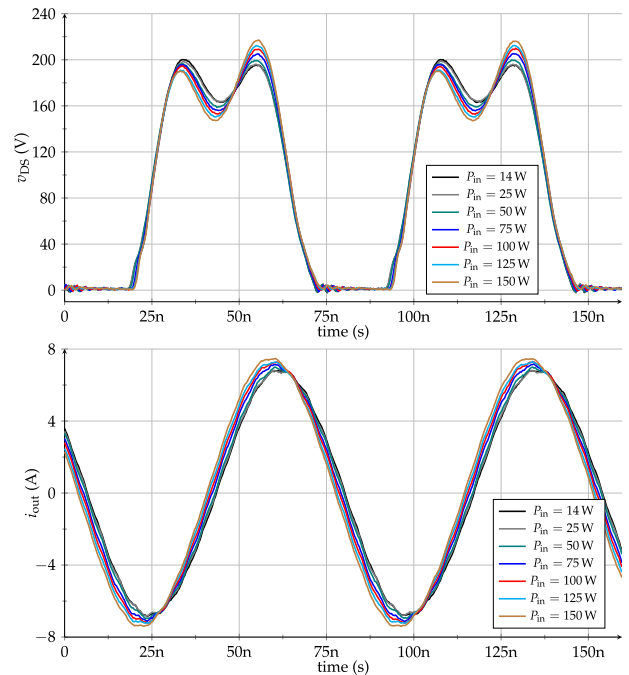 240
200
160
120
80
40
0
v_DS (V)
P_in = 14 W
P_in = 25 W
P_in = 50 W
P_in = 75 W
P_in = 100 W
P_in = 125 W
P_in = 150 W
0 25n 50n 75n 100n 125n 150n
time (s)
8
4
0
−4
−8
i_out (A)
P_in = 14 W
P_in = 25 W
P_in = 50 W
P_in = 75 W
P_in = 100 W
P_in = 125 W
P_in = 150 W
0 25n 50n 75n 100n 125n 150n
time (s)